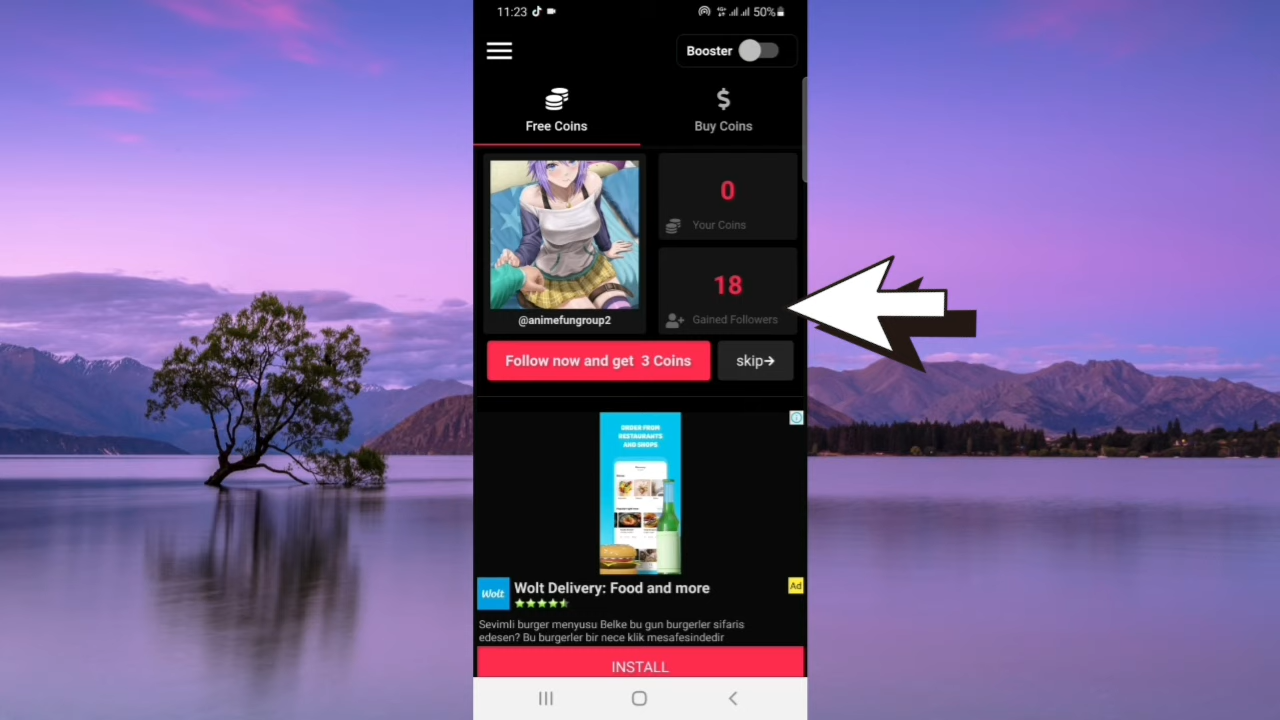 11:23
50%
Booster
Free Coins
Buy Coins
0
Your Coins
18
Gained Followers
@animefungroup2
Follow now and get 3 Coins
skip
ORDER FROM
RESTAURANTS
AND SHOPS
Wolt
Wolt Delivery: Food and more
Ad
Sevimli burger menyusu Belke bu gun burgerler sifaris
edesen? Bu burgerler bir nece klik mesafesindedir
INSTALL